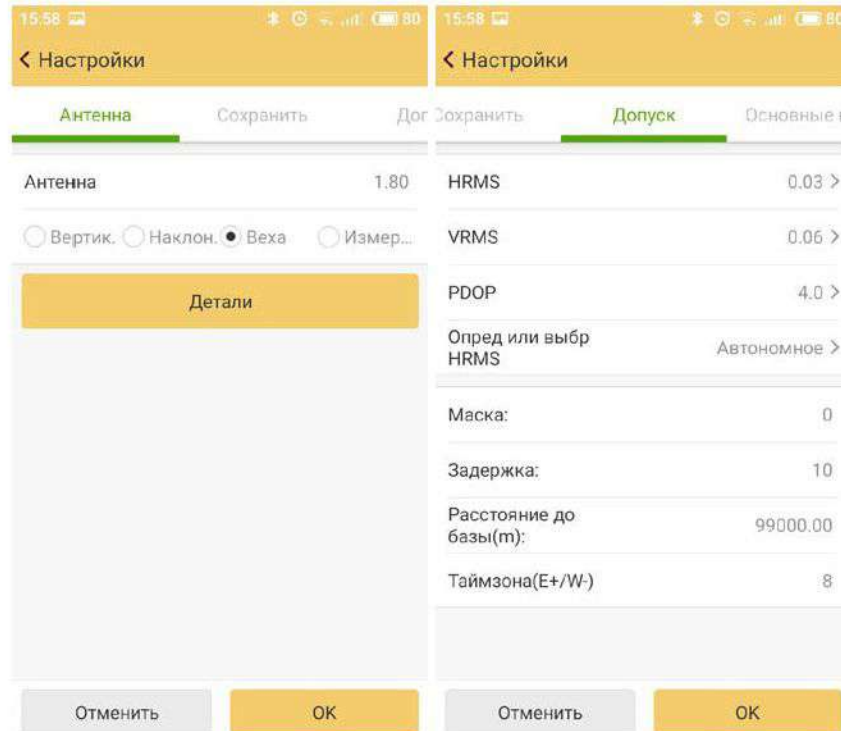 15:58
80
Настройки
Антенна
Сохранить
Доп
Антенна
1.80
Вертик.
Наклон.
Веха
Измер...
Детали
Отменить
OK
15:58
80
Настройки
Сохранить
Допуск
Основные
HRMS
0.03 >
VRMS
0.06 >
PDOP
4.0 >
Опред или выбр
HRMS
Автономное >
Маска:
0
Задержка:
10
Расстояние до
базы(m):
99000.00
Таймзона(E+/W-)
8
Отменить
OK